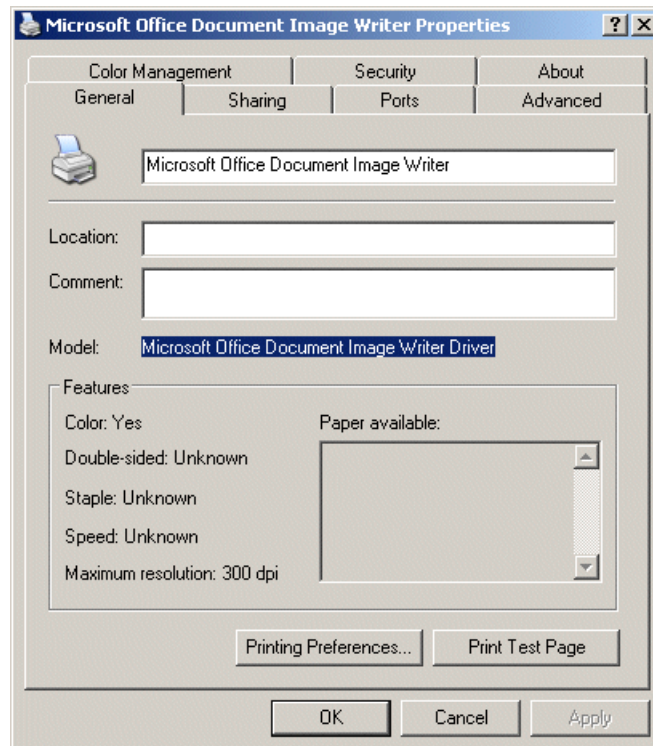 Microsoft Office Document Image Writer Properties
Color Management Security About
General Sharing Ports Advanced
Microsoft Office Document Image Writer
Location:
Comment:
Model: Microsoft Office Document Image Writer Driver
Features
Color: Yes Paper available:
Double-sided: Unknown
Staple: Unknown
Speed: Unknown
Maximum resolution: 300 dpi
Printing Preferences... Print Test Page
OK Cancel Apply